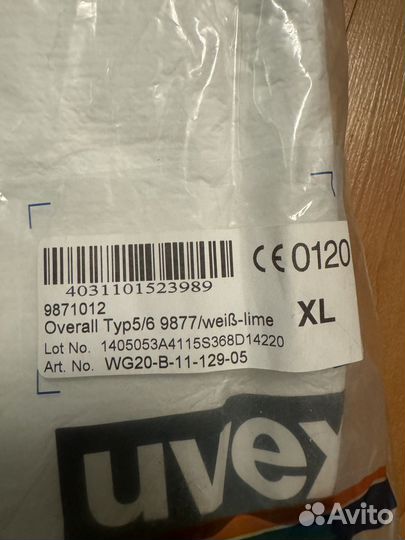 4031101523989
CE 0120
9871012
Overall Typ5/6 9877/weiß-lime
XL
Lot No. 1405053A4115S368D14220
Art. No. WG20-B-11-129-05
uvex
Avito